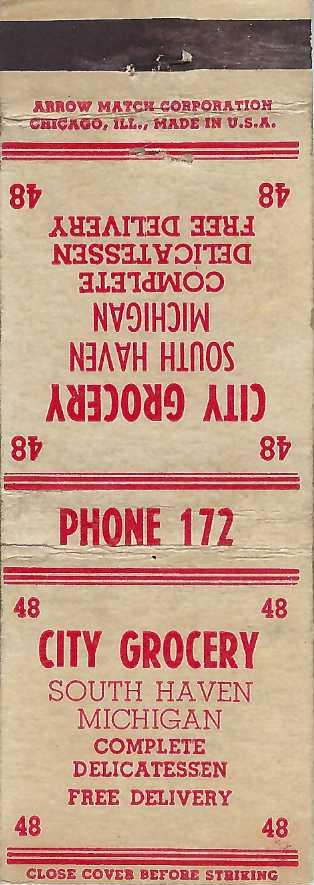 ARROW MATCH CORPORATION
CHICAGO, ILL., MADE IN U.S.A.
48 48
CITY GROCERY
SOUTH HAVEN
MICHIGAN
COMPLETE
DELICATESSEN
FREE DELIVERY
48 48
PHONE 172
48 48
CITY GROCERY
SOUTH HAVEN
MICHIGAN
COMPLETE
DELICATESSEN
FREE DELIVERY
48 48
CLOSE COVER BEFORE STRIKING